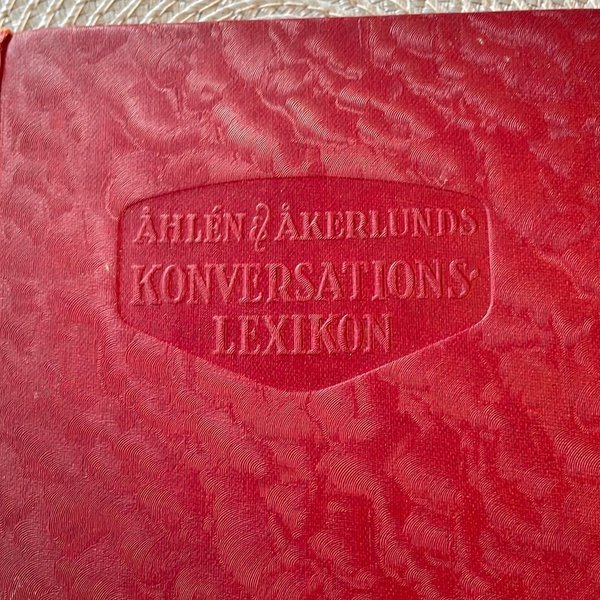 ÅHLÉN & ÅKERLUNDS
KONVERSATIONS-
LEXIKON